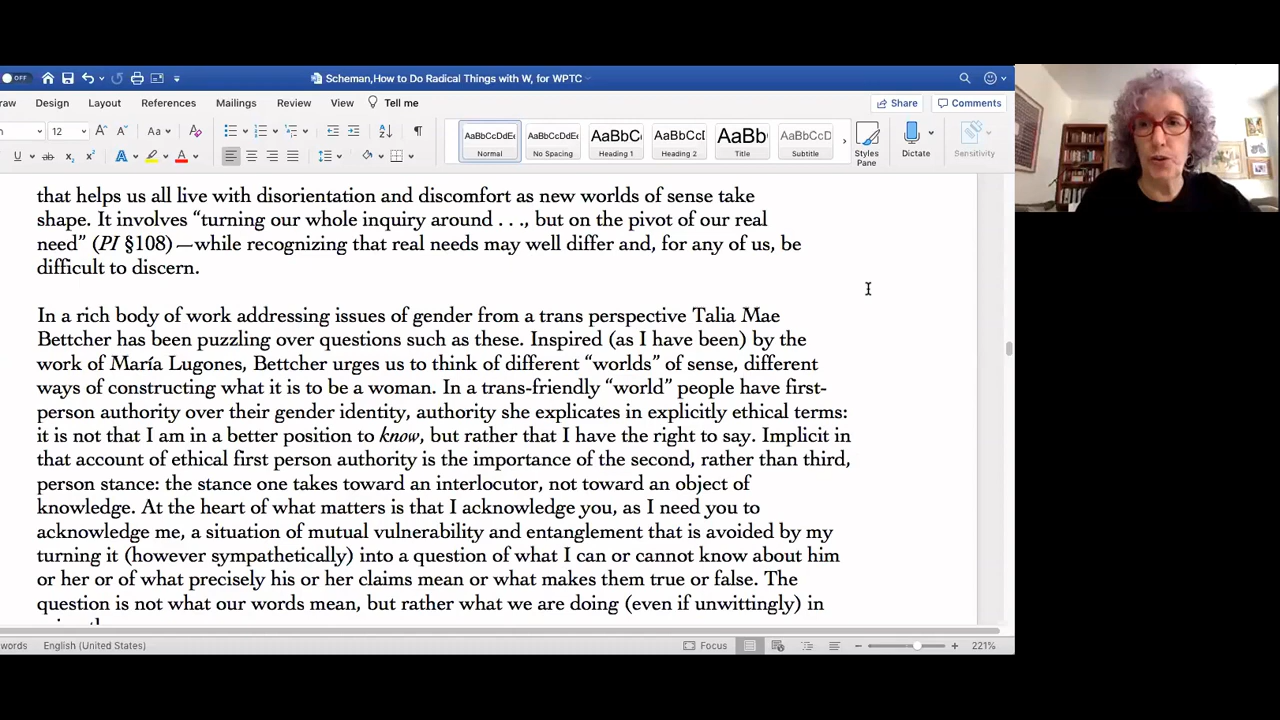 OFF
Scheman,How to Do Radical Things with W, for WPTC
raw Design Layout References Mailings Review View Tell me Share Comments
12 Aa
AaBbCcDdEe AaBbCcDdEe AaBbC AaBbCcD AaBb AaBbCcD
Normal No Spacing Heading 1 Heading 2 Title Subtitle Styles Pane Dictate Sensitivity
that helps us all live with disorientation and discomfort as new worlds of sense take
shape. It involves “turning our whole inquiry around . . ., but on the pivot of our real
need” (PI §108)—while recognizing that real needs may well differ and, for any of us, be
difficult to discern.
In a rich body of work addressing issues of gender from a trans perspective Talia Mae
Bettcher has been puzzling over questions such as these. Inspired (as I have been) by the
work of María Lugones, Bettcher urges us to think of different “worlds” of sense, different
ways of constructing what it is to be a woman. In a trans-friendly “world” people have first-
person authority over their gender identity, authority she explicates in explicitly ethical terms:
it is not that I am in a better position to know, but rather that I have the right to say. Implicit in
that account of ethical first person authority is the importance of the second, rather than third,
person stance: the stance one takes toward an interlocutor, not toward an object of
knowledge. At the heart of what matters is that I acknowledge you, as I need you to
acknowledge me, a situation of mutual vulnerability and entanglement that is avoided by my
turning it (however sympathetically) into a question of what I can or cannot know about him
or her or of what precisely his or her claims mean or what makes them true or false. The
question is not what our words mean, but rather what we are doing (even if unwittingly) in
words English (United States) Focus 221%